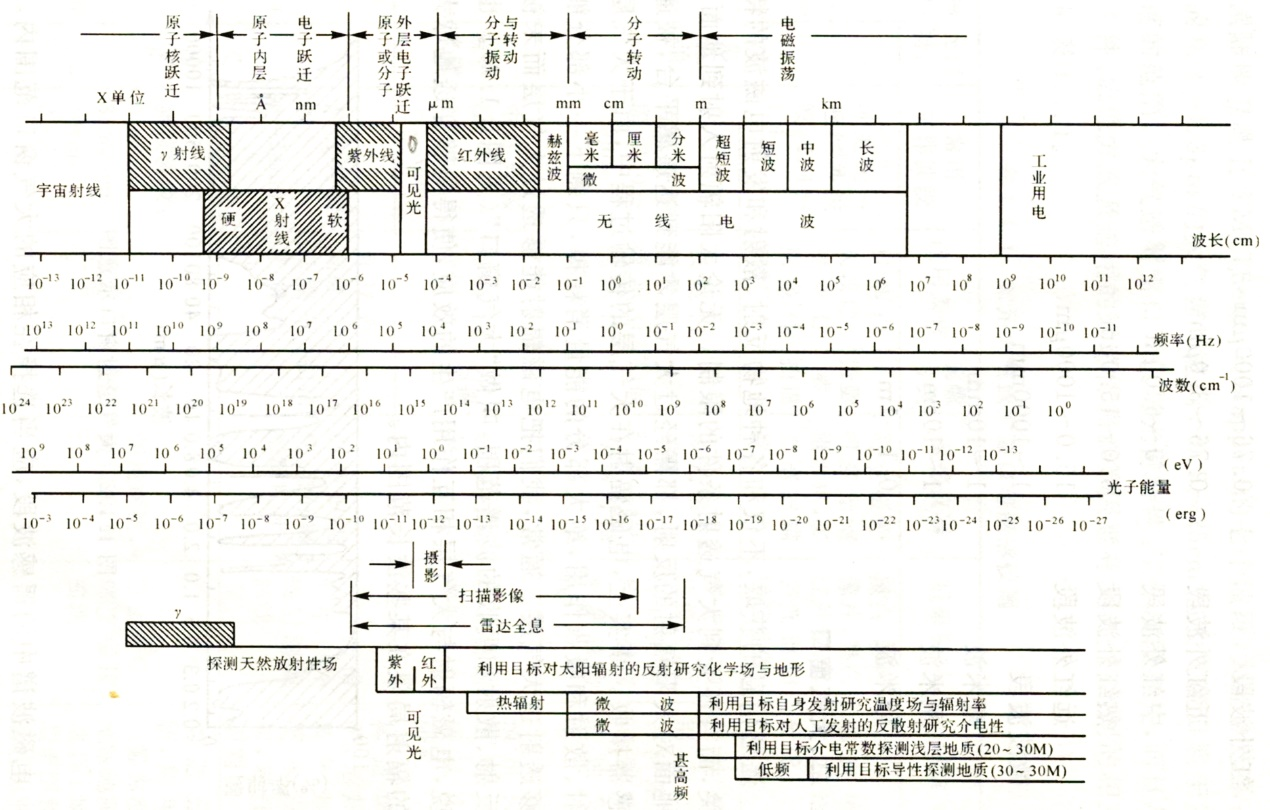 原子核跃迁 原子内层 电子跃迁 原子或分子 外层电子跃迁 分子振动 与转动 分子转动 电磁振荡
X单位 Å nm μm mm cm m km
γ射线 紫外线 红外线 赫兹波 毫米 厘米 分米 超短波 短波 中波 长波
微 波
宇宙射线 可见光 工业用电
硬 X射线 软 无 线 电 波
波长(cm)
10⁻¹³ 10⁻¹² 10⁻¹¹ 10⁻¹⁰ 10⁻⁹ 10⁻⁸ 10⁻⁷ 10⁻⁶ 10⁻⁵ 10⁻⁴ 10⁻³ 10⁻² 10⁻¹ 10⁰ 10¹ 10² 10³ 10⁴ 10⁵ 10⁶ 10⁷ 10⁸ 10⁹ 10¹⁰ 10¹¹ 10¹²
10¹³ 10¹² 10¹¹ 10¹⁰ 10⁹ 10⁸ 10⁷ 10⁶ 10⁵ 10⁴ 10³ 10² 10¹ 10⁰ 10⁻¹ 10⁻² 10⁻³ 10⁻⁴ 10⁻⁵ 10⁻⁶ 10⁻⁷ 10⁻⁸ 10⁻⁹ 10⁻¹⁰ 10⁻¹¹
频率(Hz)
波数(cm⁻¹)
10²⁴ 10²³ 10²² 10²¹ 10²⁰ 10¹⁹ 10¹⁸ 10¹⁷ 10¹⁶ 10¹⁵ 10¹⁴ 10¹³ 10¹² 10¹¹ 10¹⁰ 10⁹ 10⁸ 10⁷ 10⁶ 10⁵ 10⁴ 10³ 10² 10¹ 10⁰
10⁹ 10⁸ 10⁷ 10⁶ 10⁵ 10⁴ 10³ 10² 10¹ 10⁰ 10⁻¹ 10⁻² 10⁻³ 10⁻⁴ 10⁻⁵ 10⁻⁶ 10⁻⁷ 10⁻⁸ 10⁻⁹ 10⁻¹⁰ 10⁻¹¹ 10⁻¹² 10⁻¹³
(eV)
光子能量
(erg)
10⁻³ 10⁻⁴ 10⁻⁵ 10⁻⁶ 10⁻⁷ 10⁻⁸ 10⁻⁹ 10⁻¹⁰ 10⁻¹¹ 10⁻¹² 10⁻¹³ 10⁻¹⁴ 10⁻¹⁵ 10⁻¹⁶ 10⁻¹⁷ 10⁻¹⁸ 10⁻¹⁹ 10⁻²⁰ 10⁻²¹ 10⁻²² 10⁻²³ 10⁻²⁴ 10⁻²⁵ 10⁻²⁶ 10⁻²⁷
摄影
扫描影像
雷达全息
γ
探测天然放射性场 紫外 红外 利用目标对太阳辐射的反射研究化学场与地形
可见光
热辐射 微 波 利用目标自身发射研究温度场与辐射率
微 波 利用目标对人工发射的反散射研究介电性
甚高频 利用目标介电常数探测浅层地质(20~30M)
低频 利用目标导性探测地质(30~30M)